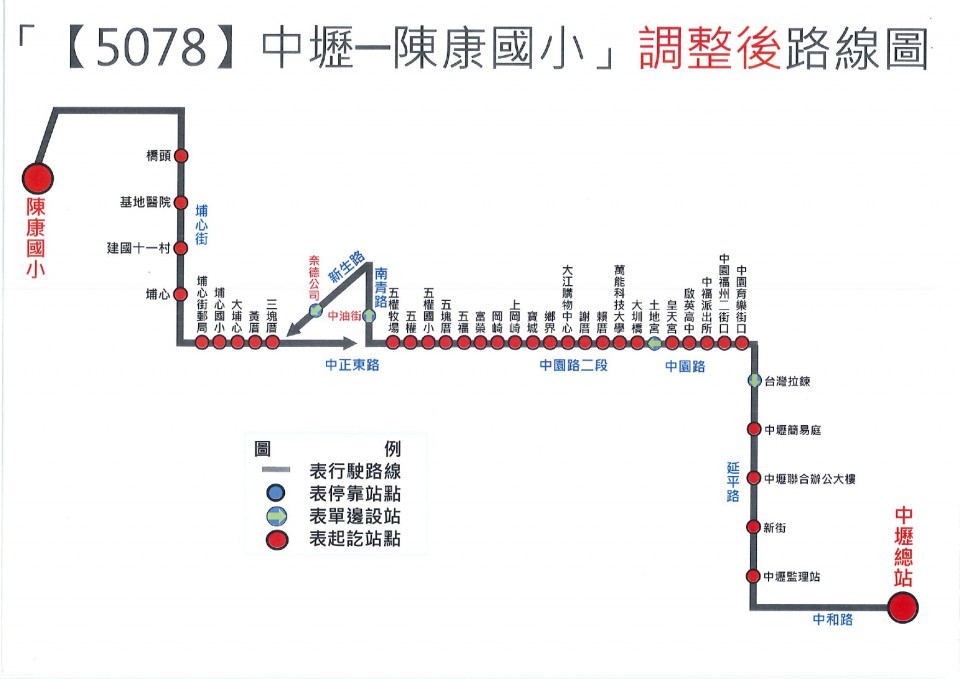 「【5078】中壢—陳康國小」調整後路線圖
陳康國小
橋頭
基地醫院
建國十一村
埔心
埔心街
埔心街郵局
埔心國小
大埔心
黃厝
三塊厝
奈德公司
新生路
中油街
南青路
中正東路
五權牧場
五權
五權國小
五塊厝
五福
富榮
岡崎
上岡崎
寶城
鄉界
大江購物中心
謝厝
賴厝
萬能科技大學
大圳橋
土地宮
皇天宮
啟英高中
中福派出所
中園福州二街口
中園育樂街口
中園路二段
中園路
台灣拉鍊
中壢簡易庭
中壢聯合辦公大樓
延平路
新街
中壢監理站
中壢總站
中和路
圖 例
表行駛路線
表停靠站點
表單邊設站
表起訖站點